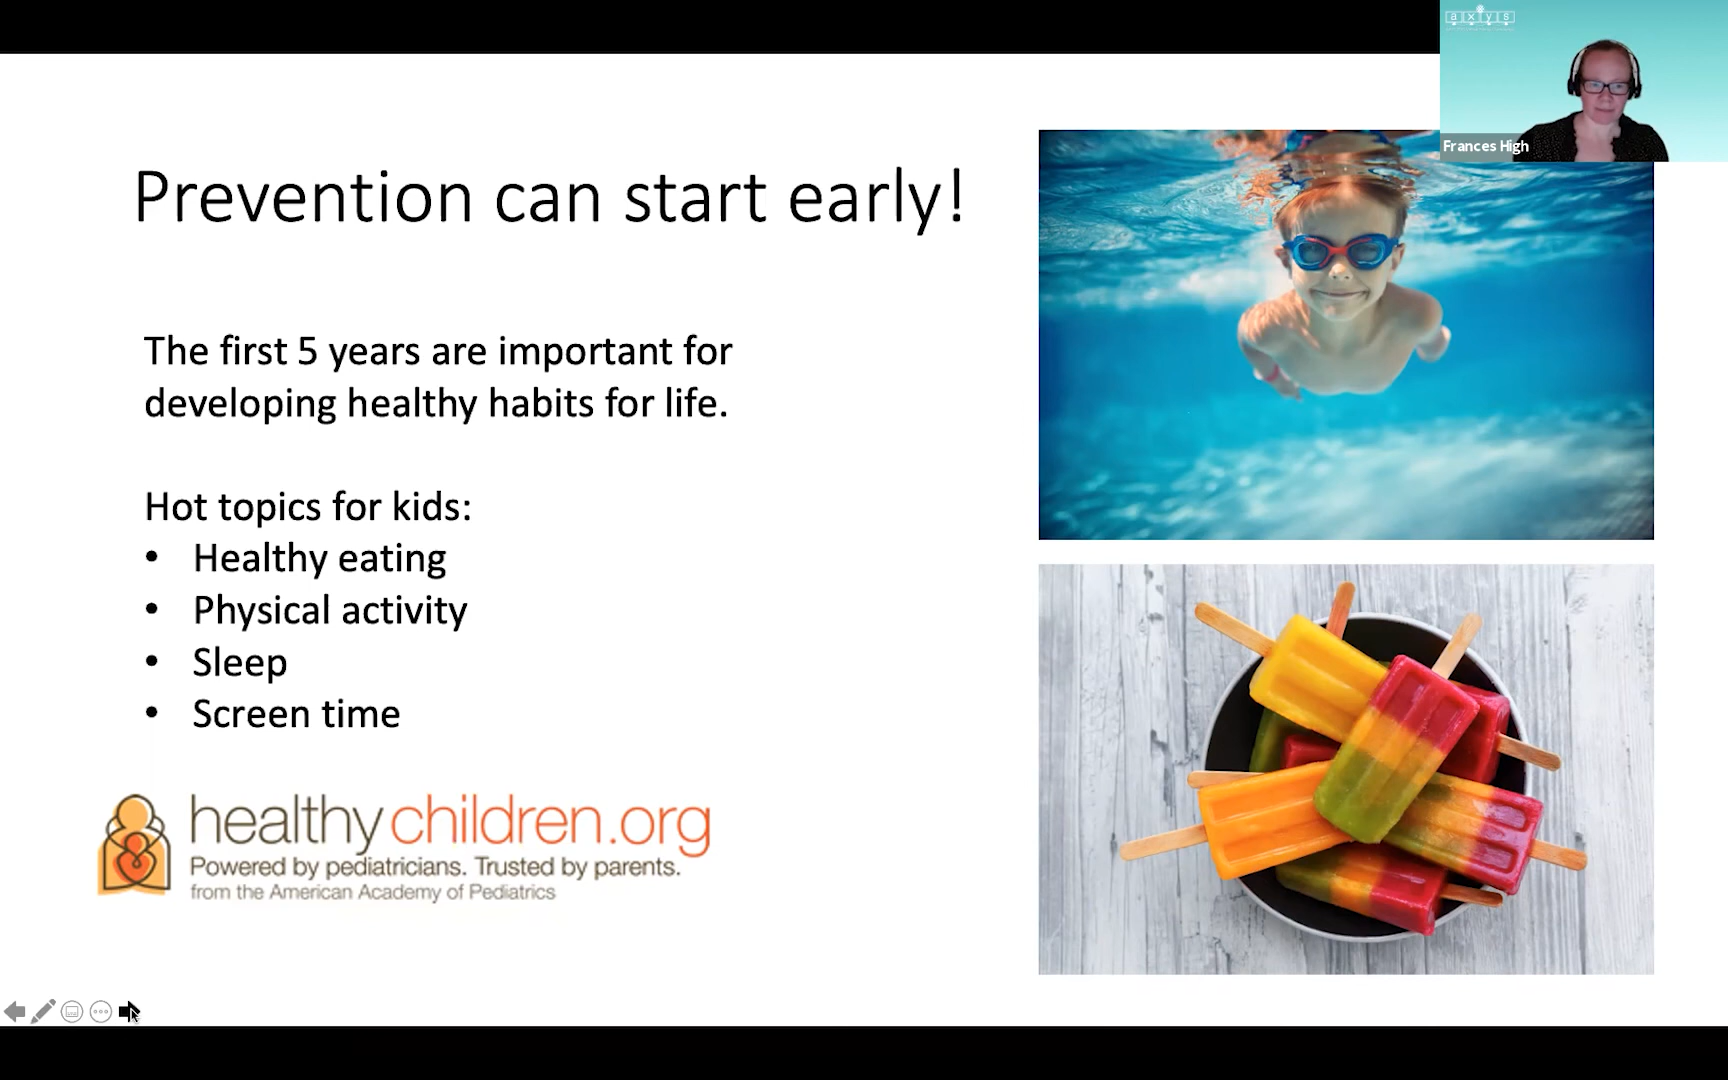 axys
Frances High
Prevention can start early!
The first 5 years are important for
developing healthy habits for life.
Hot topics for kids:
• Healthy eating
• Physical activity
• Sleep
• Screen time
healthychildren.org
Powered by pediatricians. Trusted by parents.
from the American Academy of Pediatrics